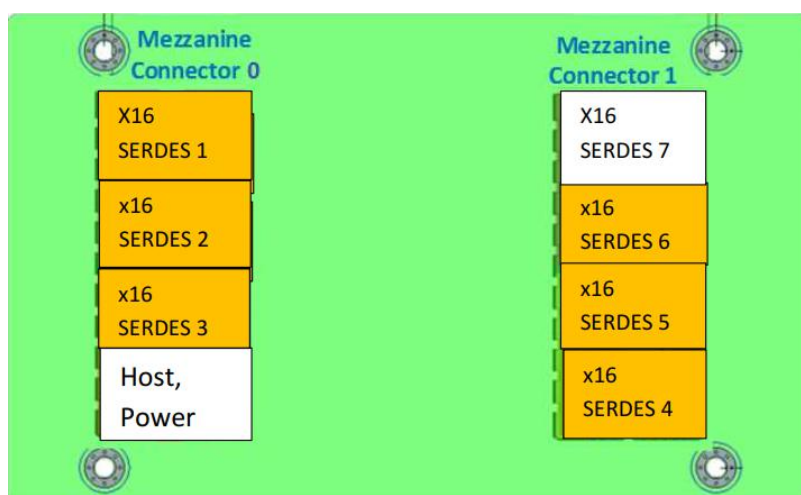 Mezzanine
Connector 0
X16
SERDES 1
x16
SERDES 2
x16
SERDES 3
Host,
Power
Mezzanine
Connector 1
X16
SERDES 7
x16
SERDES 6
x16
SERDES 5
x16
SERDES 4